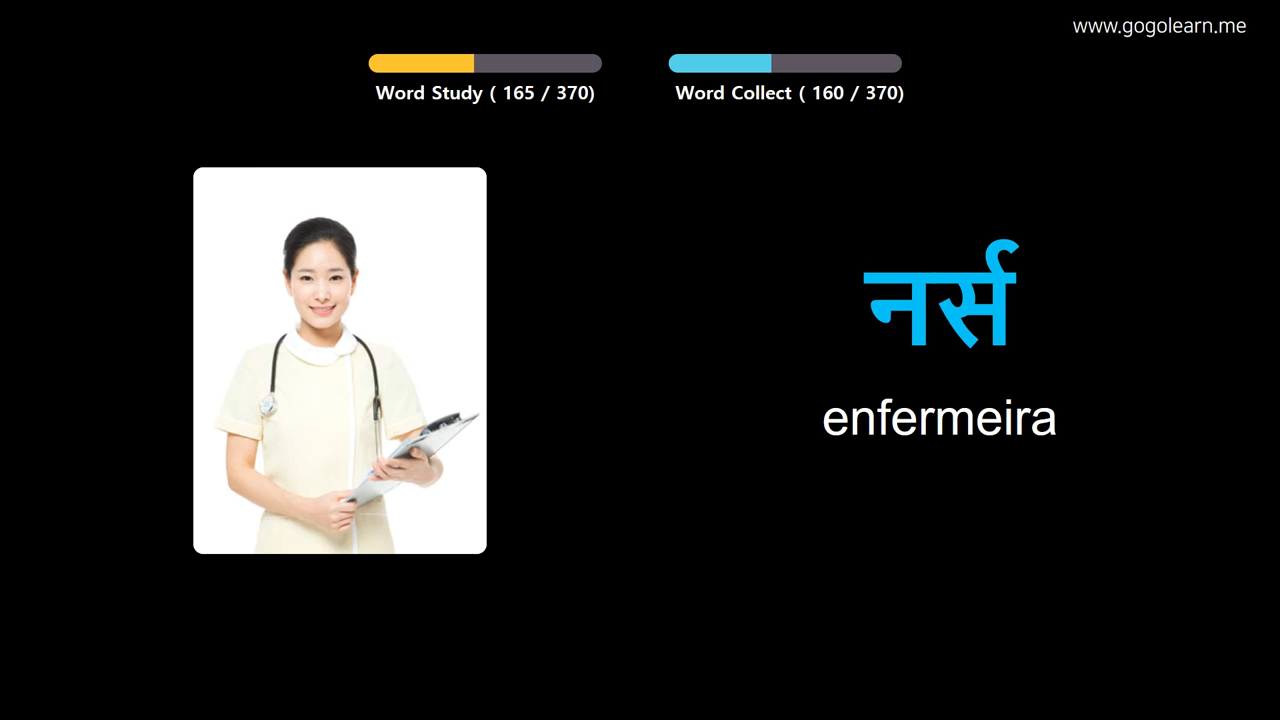 www.gogolearn.me
Word Study ( 165 / 370)
Word Collect ( 160 / 370)
नर्स
enfermeira